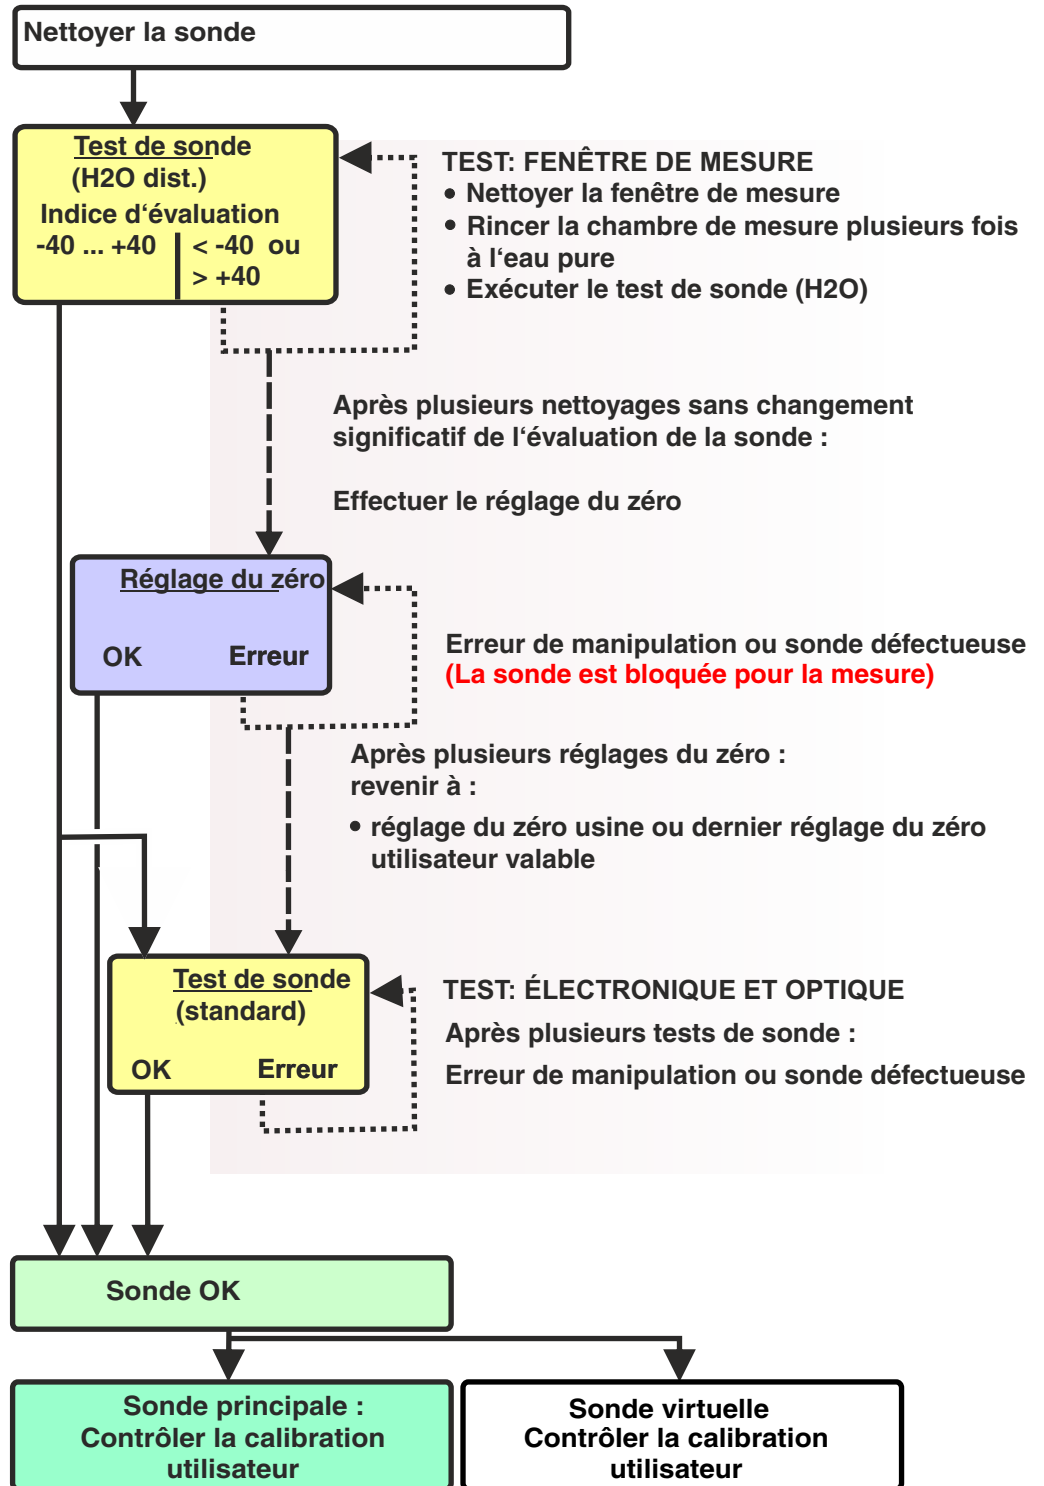 Nettoyer la sonde
Test de sonde
(H2O dist.)
Indice d‘évaluation
-40 ... +40
< -40 ou
> +40
TEST: FENÊTRE DE MESURE
• Nettoyer la fenêtre de mesure
• Rincer la chambre de mesure plusieurs fois
à l‘eau pure
• Exécuter le test de sonde (H2O)
Après plusieurs nettoyages sans changement
significatif de l‘évaluation de la sonde :
Effectuer le réglage du zéro
Réglage du zéro
OK
Erreur
Erreur de manipulation ou sonde défectueuse
(La sonde est bloquée pour la mesure)
Après plusieurs réglages du zéro :
revenir à :
• réglage du zéro usine ou dernier réglage du zéro
utilisateur valable
Test de sonde
(standard)
OK
Erreur
TEST: ÉLECTRONIQUE ET OPTIQUE
Après plusieurs tests de sonde :
Erreur de manipulation ou sonde défectueuse
Sonde OK
Sonde principale :
Contrôler la calibration
utilisateur
Sonde virtuelle
Contrôler la calibration
utilisateur